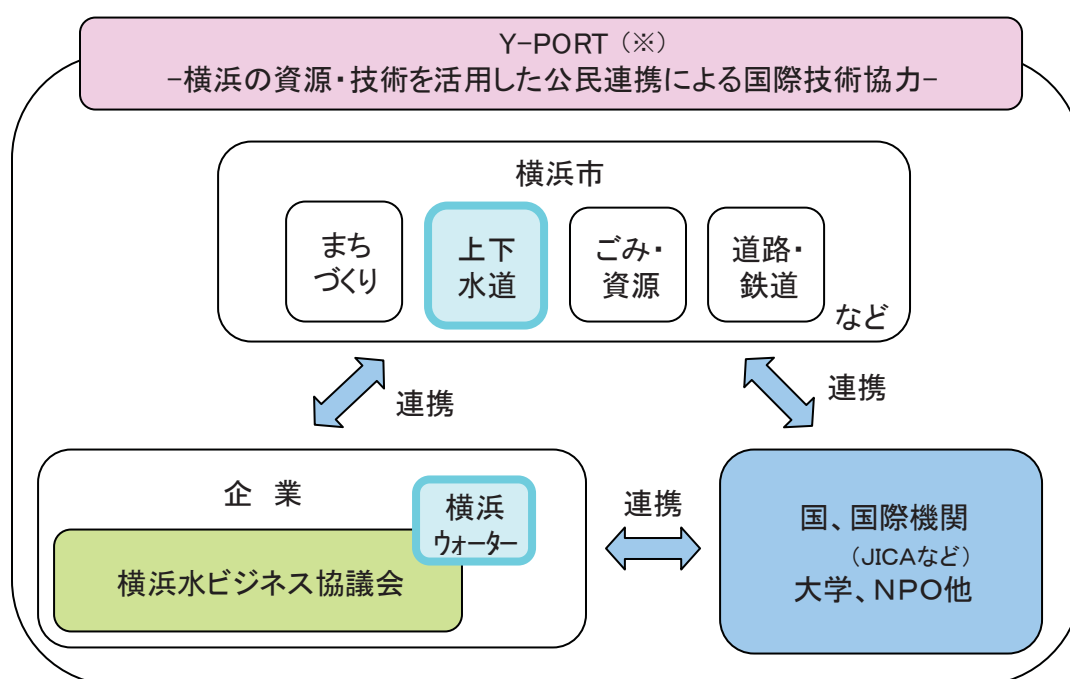 Y-PORT（※）
-横浜の資源・技術を活用した公民連携による国際技術協力-
横浜市
まち
づくり
上下
水道
ごみ・
資源
道路・
鉄道
など
連携
連携
企 業
横浜
ウォーター
横浜水ビジネス協議会
連携
国、国際機関
（JICAなど）
大学、NPO他